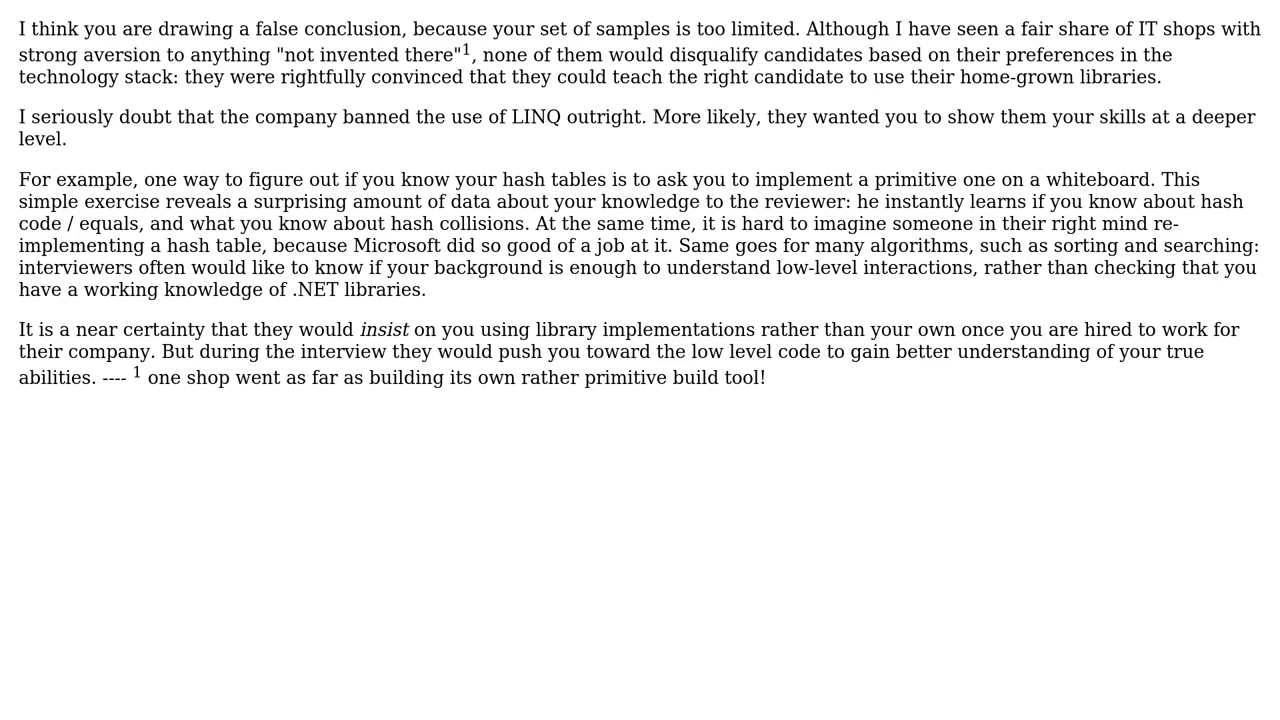 I think you are drawing a false conclusion, because your set of samples is too limited. Although I have seen a fair share of IT shops with
strong aversion to anything "not invented there"1, none of them would disqualify candidates based on their preferences in the
technology stack: they were rightfully convinced that they could teach the right candidate to use their home-grown libraries.
I seriously doubt that the company banned the use of LINQ outright. More likely, they wanted you to show them your skills at a deeper
level.
For example, one way to figure out if you know your hash tables is to ask you to implement a primitive one on a whiteboard. This
simple exercise reveals a surprising amount of data about your knowledge to the reviewer: he instantly learns if you know about hash
code / equals, and what you know about hash collisions. At the same time, it is hard to imagine someone in their right mind re-
implementing a hash table, because Microsoft did so good of a job at it. Same goes for many algorithms, such as sorting and searching:
interviewers often would like to know if your background is enough to understand low-level interactions, rather than checking that you
have a working knowledge of .NET libraries.
It is a near certainty that they would insist on you using library implementations rather than your own once you are hired to work for
their company. But during the interview they would push you toward the low level code to gain better understanding of your true
abilities. ---- 1 one shop went as far as building its own rather primitive build tool!